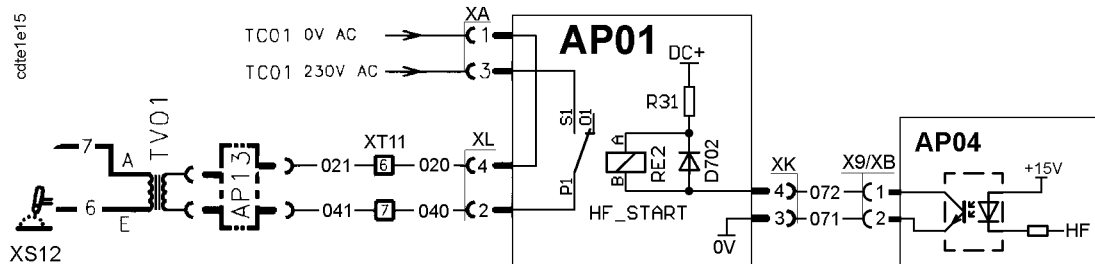 cdte1e15
TC01 0V AC
XA
1
TC01 230V AC
3
AP01
DC+
R31
S1
O1
P1
A
B
RE2
D702
HF_START
7
A
TV01
E
6
XS12
AP13
021
XT11
6
020
XL
4
041
7
040
2
XK
4
072
X9/XB
1
3
071
2
0V
AP04
+15V
HF